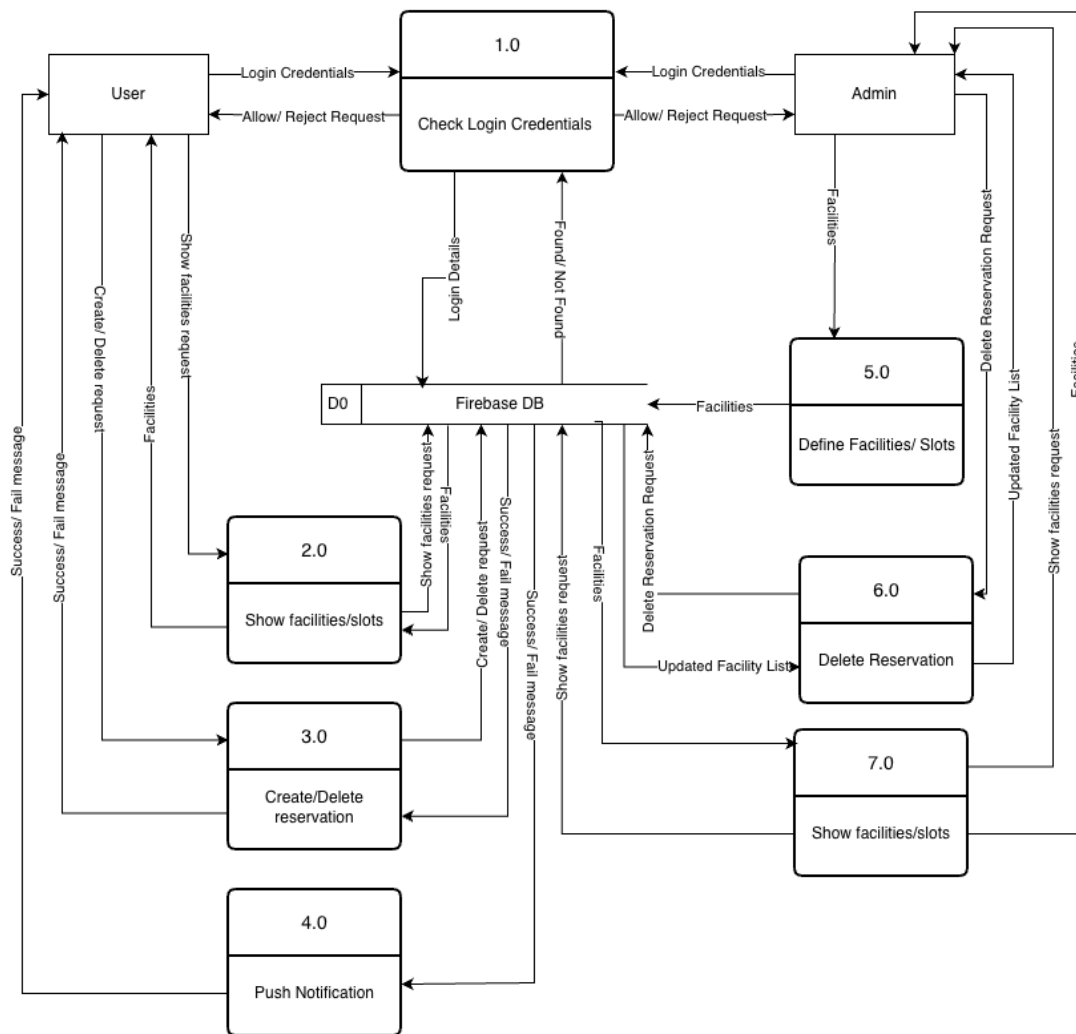 1.0
Check Login Credentials
User
Admin
Login Credentials
Allow/ Reject Request
Login Credentials
Allow/ Reject Request
Login Details
Found/ Not Found
Facilities
Delete Reservation Request
Updated Facility List
Show facilities request
Facilities
Show facilities request
Create/ Delete request
Facilities
Success/ Fail message
Success/ Fail message
D0
Firebase DB
Facilities
5.0
Define Facilities/ Slots
Show facilities request
Facilities
Create/ Delete request
Success/ Fail message
Success/ Fail message
Show facilities request
Facilities
Delete Reservation Request
Updated Facility List
2.0
Show facilities/slots
3.0
Create/Delete
reservation
4.0
Push Notification
6.0
Delete Reservation
7.0
Show facilities/slots